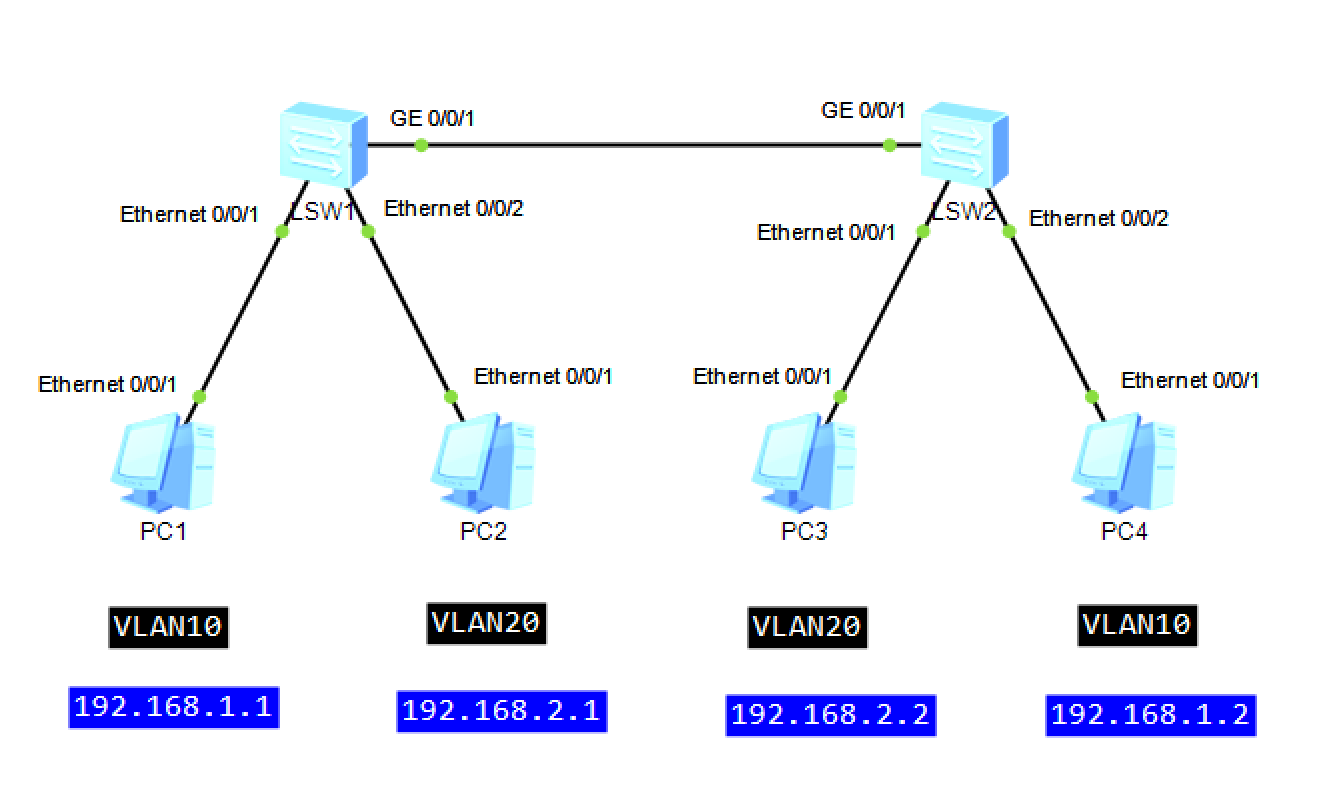 GE 0/0/1
GE 0/0/1
Ethernet 0/0/1
LSW1
Ethernet 0/0/2
Ethernet 0/0/1
LSW2
Ethernet 0/0/2
Ethernet 0/0/1
Ethernet 0/0/1
Ethernet 0/0/1
Ethernet 0/0/1
PC1
PC2
PC3
PC4
VLAN10
VLAN20
VLAN20
VLAN10
192.168.1.1
192.168.2.1
192.168.2.2
192.168.1.2